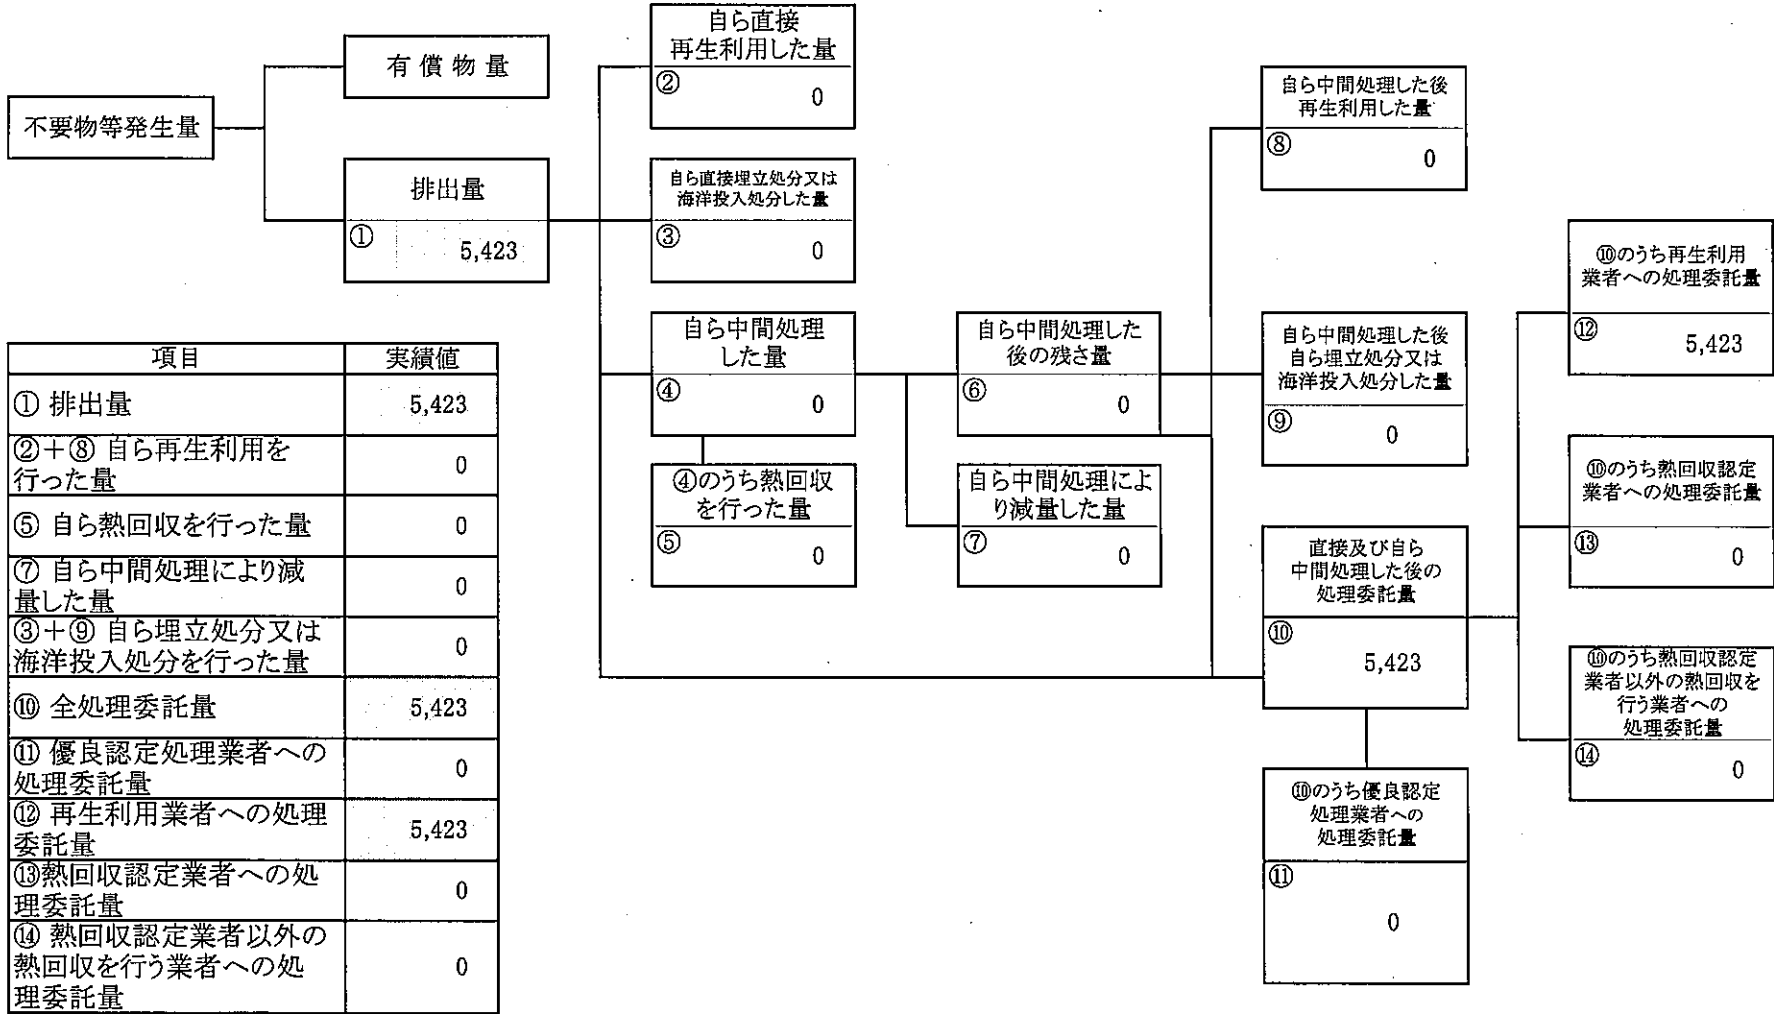 不要物等発生量
有償物量
排出量
①
5,423
自ら直接
再生利用した量
②
0
自ら直接埋立処分又は
海洋投入処分した量
③
0
自ら中間処理
した量
④
0
④のうち熱回収
を行った量
⑤
0
自ら中間処理した
後の残さ量
⑥
0
自ら中間処理によ
り減量した量
⑦
0
自ら中間処理した後
再生利用した量
⑧
0
自ら中間処理した後
自ら埋立処分又は
海洋投入処分した量
⑨
0
直接及び自ら
中間処理した後の
処理委託量
⑩
5,423
⑩のうち優良認定
処理業者への
処理委託量
⑪
0
⑩のうち再生利用
業者への処理委託量
⑫
5,423
⑩のうち熱回収認定
業者への処理委託量
⑬
0
⑩のうち熱回収認定
業者以外の熱回収を
行う業者への
処理委託量
⑭
0
項目 実績値
① 排出量 5,423
②+⑧ 自ら再生利用を
行った量 0
⑤ 自ら熱回収を行った量 0
⑦ 自ら中間処理により減
量した量 0
③+⑨ 自ら埋立処分又は
海洋投入処分を行った量 0
⑩ 全処理委託量 5,423
⑪ 優良認定処理業者への
処理委託量 0
⑫ 再生利用業者への処理
委託量 5,423
⑬熱回収認定業者への処
理委託量 0
⑭ 熱回収認定業者以外の
熱回収を行う業者への処
理委託量 0